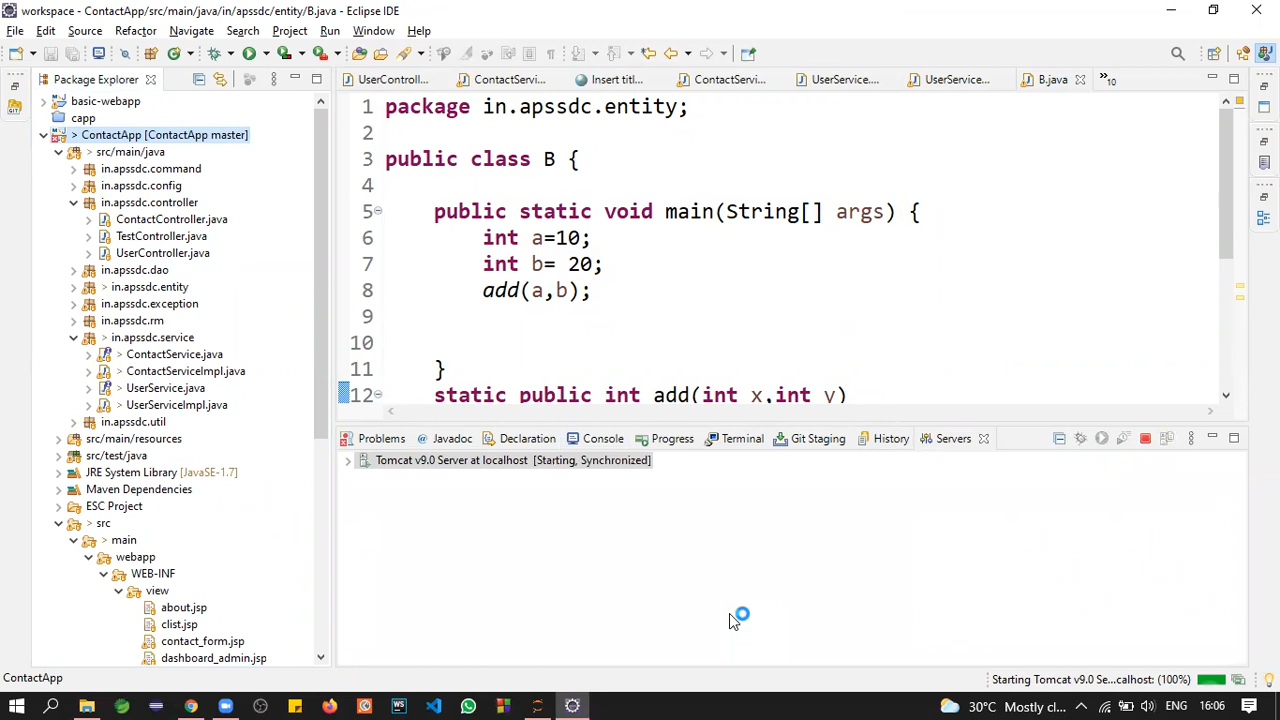 workspace - ContactApp/src/main/java/in/apssdc/entity/B.java - Eclipse IDE
File Edit Source Refactor Navigate Search Project Run Window Help
Package Explorer
UserControll...
ContactServi...
Insert titl...
ContactServi...
UserService....
UserService...
B.java
»10
basic-webapp
capp
> ContactApp [ContactApp master]
src/main/java
in.apssdc.command
in.apssdc.config
in.apssdc.controller
ContactController.java
TestController.java
UserController.java
in.apssdc.dao
> in.apssdc.entity
in.apssdc.exception
in.apssdc.rm
> in.apssdc.service
> ContactService.java
> ContactServiceImpl.java
> UserService.java
> UserServiceImpl.java
in.apssdc.util
src/main/resources
src/test/java
JRE System Library [JavaSE-1.7]
Maven Dependencies
ESC Project
> src
> main
webapp
WEB-INF
view
about.jsp
clist.jsp
contact_form.jsp
dashboard_admin.jsp
1 package in.apssdc.entity;
2
3 public class B {
4
5 public static void main(String[] args) {
6 int a=10;
7 int b= 20;
8 add(a,b);
9
10
11 }
12 static public int add(int x,int y)
Problems Javadoc Declaration Console Progress Terminal Git Staging History Servers
Tomcat v9.0 Server at localhost [Starting, Synchronized]
ContactApp
Starting Tomcat v9.0 Se...calhost: (100%)
WS
30°C Mostly cl...
ENG
16:06